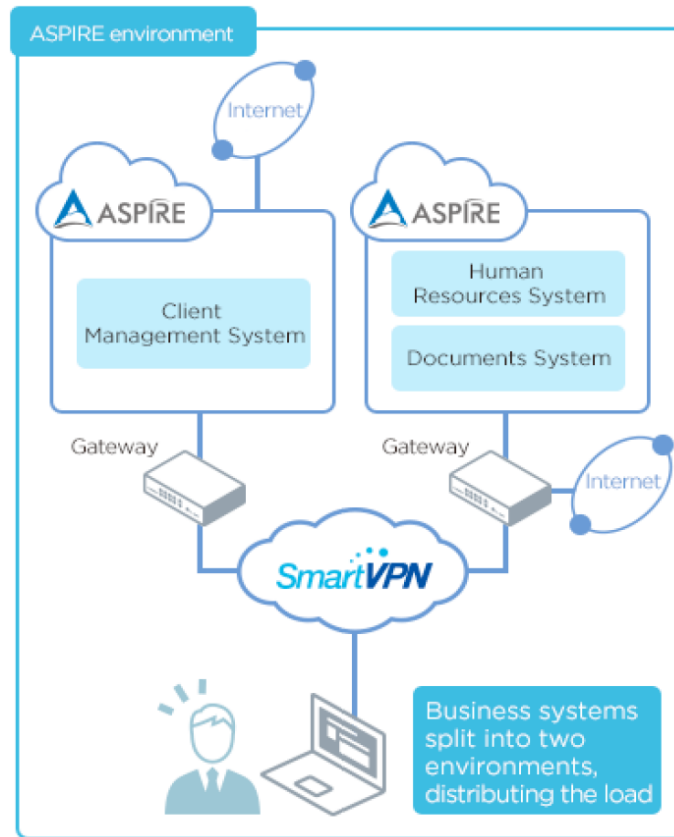 ASPIRE environment
Internet
ASPIRE
ASPIRE
Client
Management System
Human
Resources System
Documents System
Gateway
Gateway
Internet
SmartVPN
Business systems
split into two
environments,
distributing the load